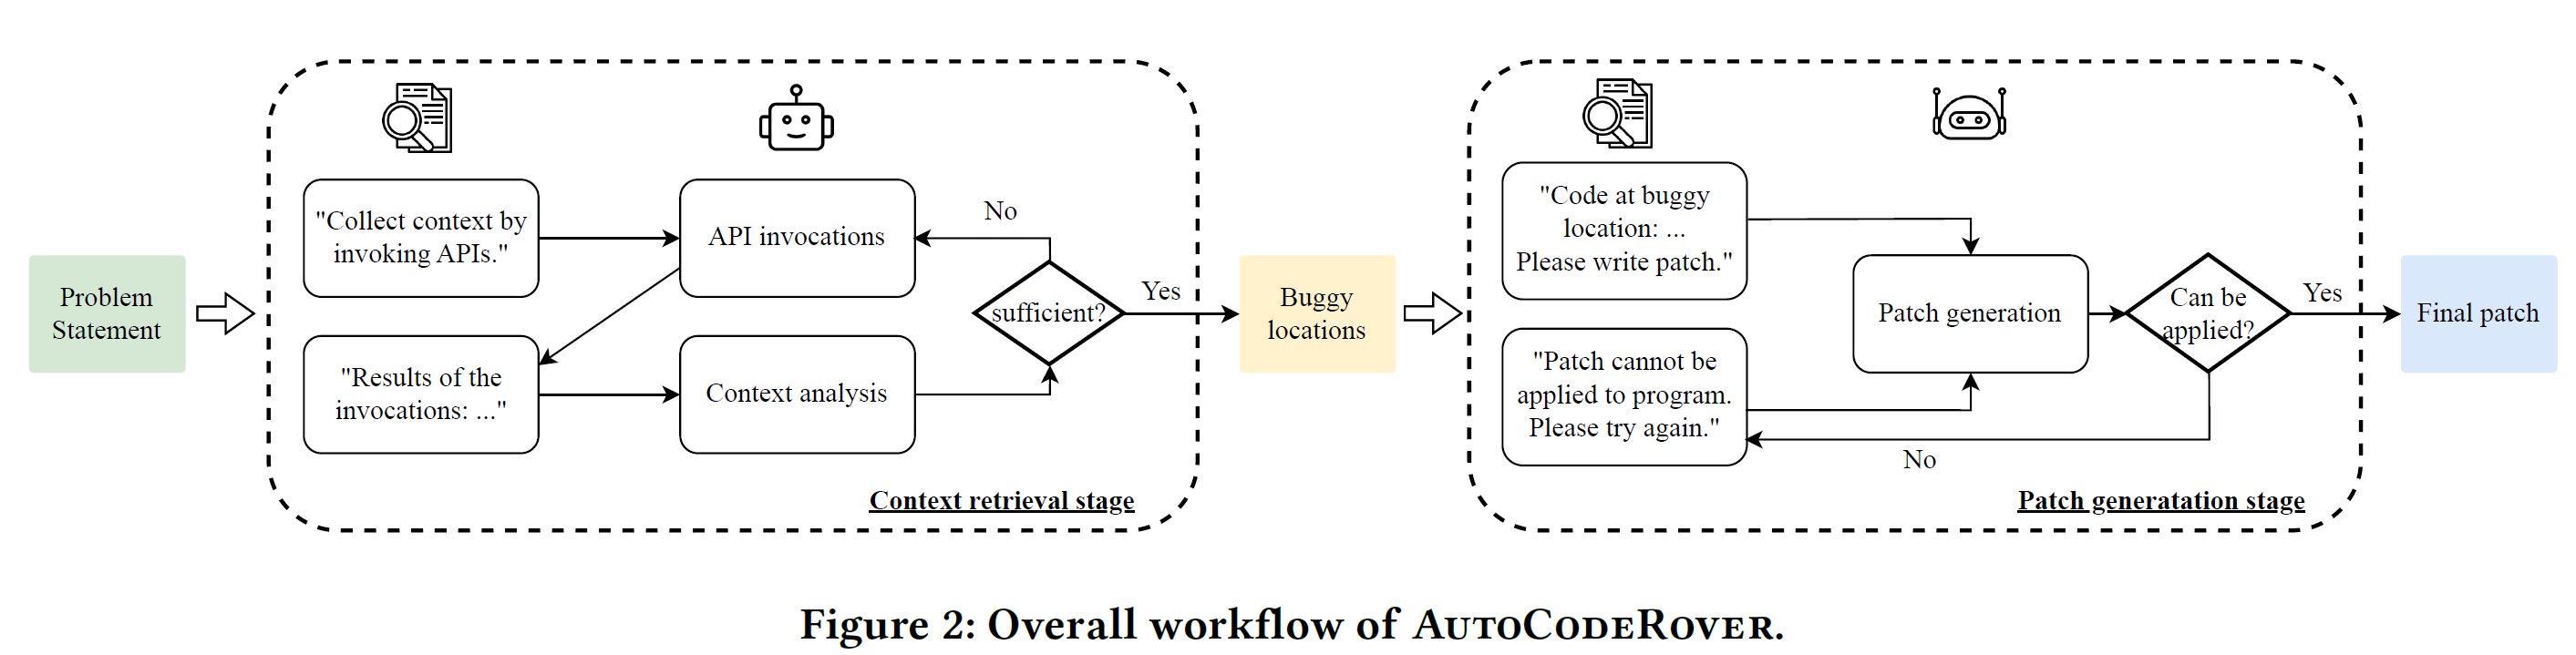 Problem
Statement
"Collect context by
invoking APIs."
API invocations
"Results of the
invocations: ..."
Context analysis
No
sufficient?
Yes
Context retrieval stage
Buggy
locations
"Code at buggy
location: ...
Please write patch."
"Patch cannot be
applied to program.
Please try again."
Patch generation
Can be
applied?
Yes
No
Patch generatation stage
Final patch
Figure 2: Overall workflow of AUTOCODEROVER.